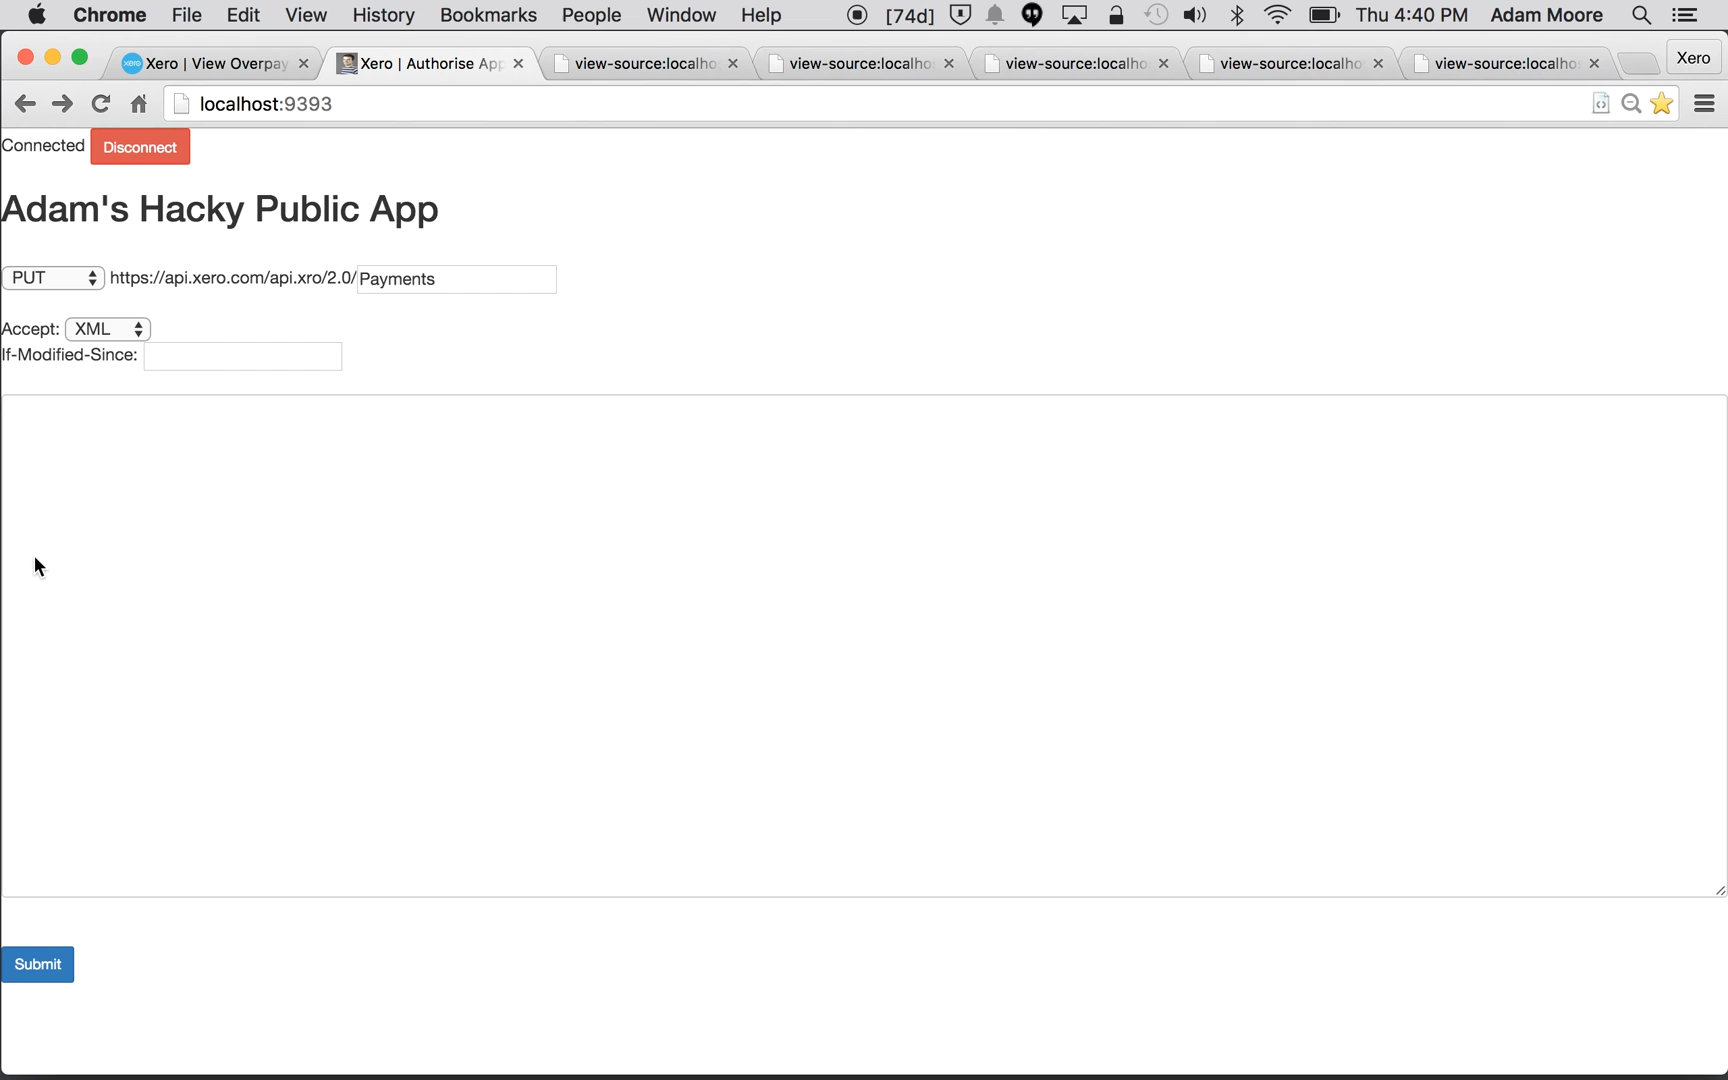 Chrome File Edit View History Bookmarks People Window Help [74d] Thu 4:40 PM Adam Moore
xero Xero | View Overpay Xero | Authorise App view-source:localho view-source:localho view-source:localho view-source:localho view-source:localho Xero
localhost:9393
Connected Disconnect
Adam's Hacky Public App
PUT https://api.xero.com/api.xro/2.0/ Payments
Accept: XML
If-Modified-Since:
Submit